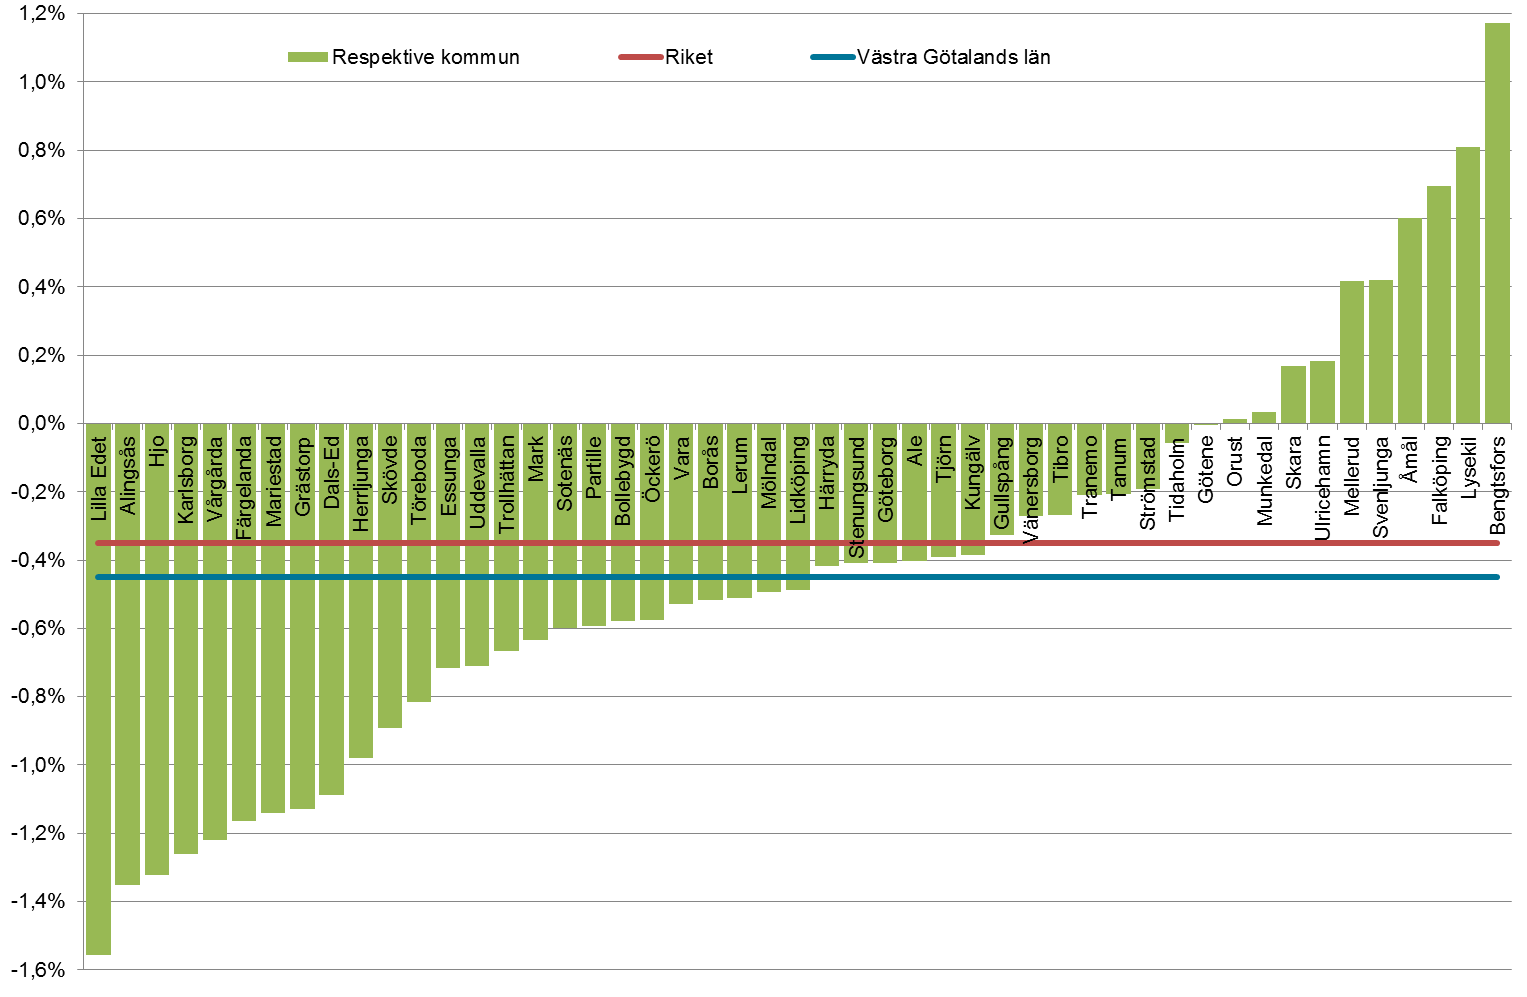 1,2%
1,0%
0,8%
0,6%
0,4%
0,2%
0,0%
-0,2%
-0,4%
-0,6%
-0,8%
-1,0%
-1,2%
-1,4%
-1,6%
Respektive kommun
Riket
Västra Götalands län
Lilla Edet
Alingsås
Hjo
Karlsborg
Vårgårda
Färgelanda
Mariestad
Grästorp
Dals-Ed
Herrljunga
Skövde
Töreboda
Essunga
Uddevalla
Trollhättan
Mark
Sotenäs
Partille
Bollebygd
Öckerö
Vara
Borås
Lerum
Mölndal
Lidköping
Härryda
Stenungsund
Göteborg
Ale
Tjörn
Kungälv
Gullspång
Vänersborg
Tibro
Tranemo
Tanum
Strömstad
Tidaholm
Götene
Orust
Munkedal
Skara
Ulricehamn
Mellerud
Svenljunga
Åmål
Falköping
Lysekil
Bengtsfors